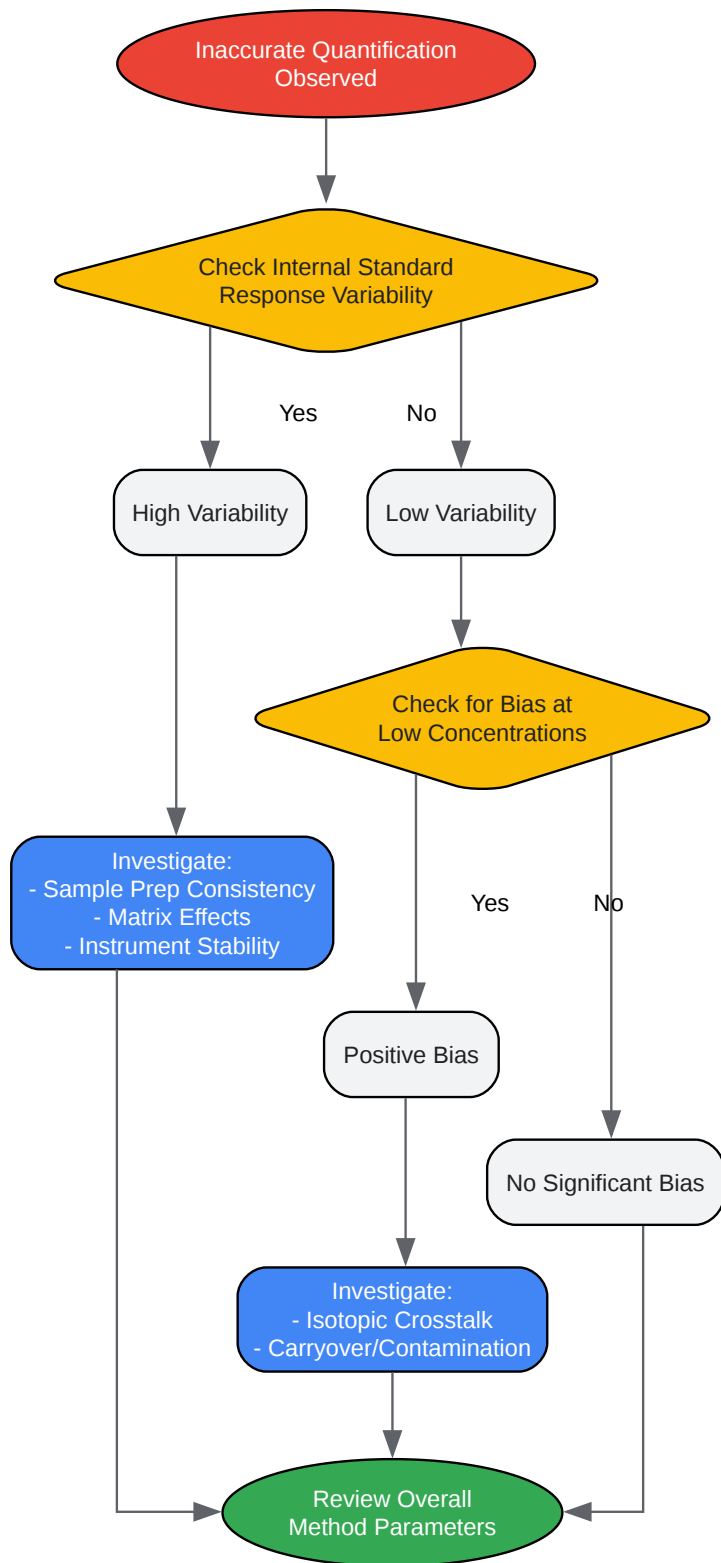 Inaccurate Quantification
Observed
Check Internal Standard
Response Variability
Yes
No
High Variability
Low Variability
Check for Bias at
Low Concentrations
Investigate:
- Sample Prep Consistency
- Matrix Effects
- Instrument Stability
Yes
No
Positive Bias
No Significant Bias
Investigate:
- Isotopic Crosstalk
- Carryover/Contamination
Review Overall
Method Parameters